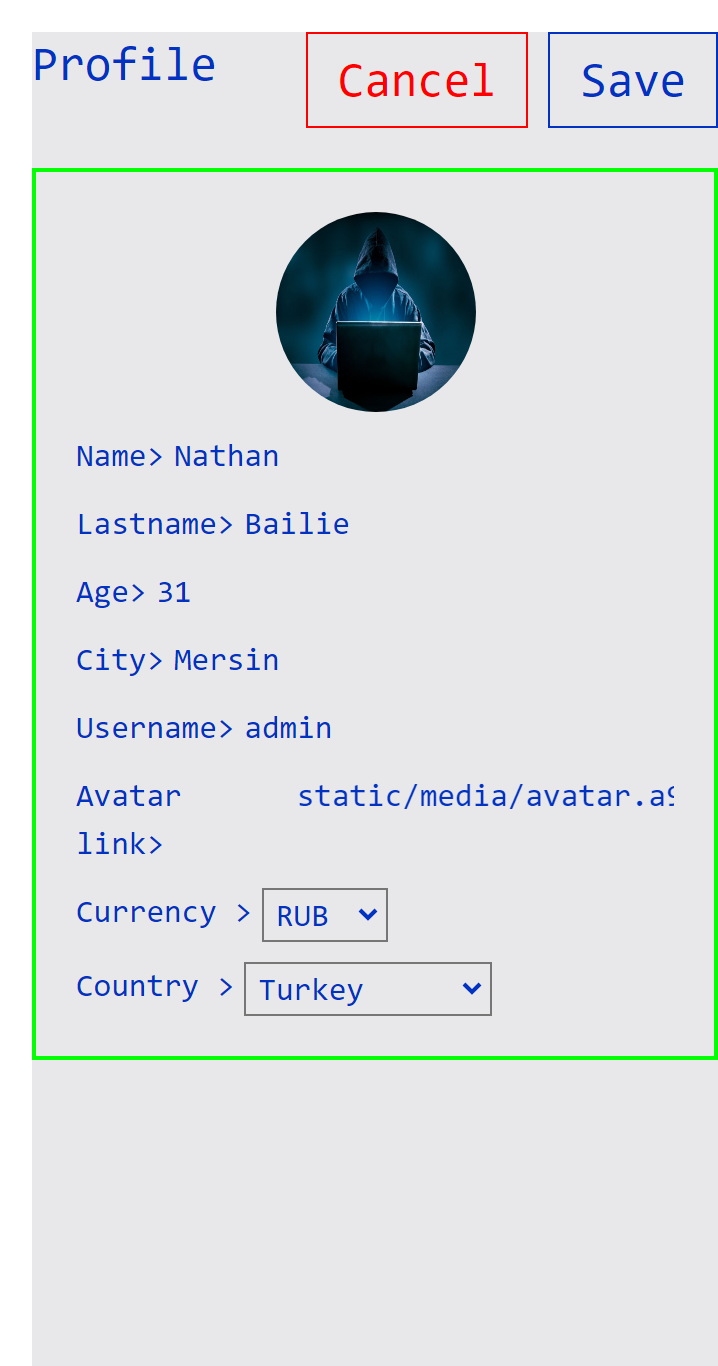 Profile Cancel Save
Name> Nathan
Lastname> Bailie
Age> 31
City> Mersin
Username> admin
Avatar static/media/avatar.a9
link>
Currency > RUB
Country > Turkey